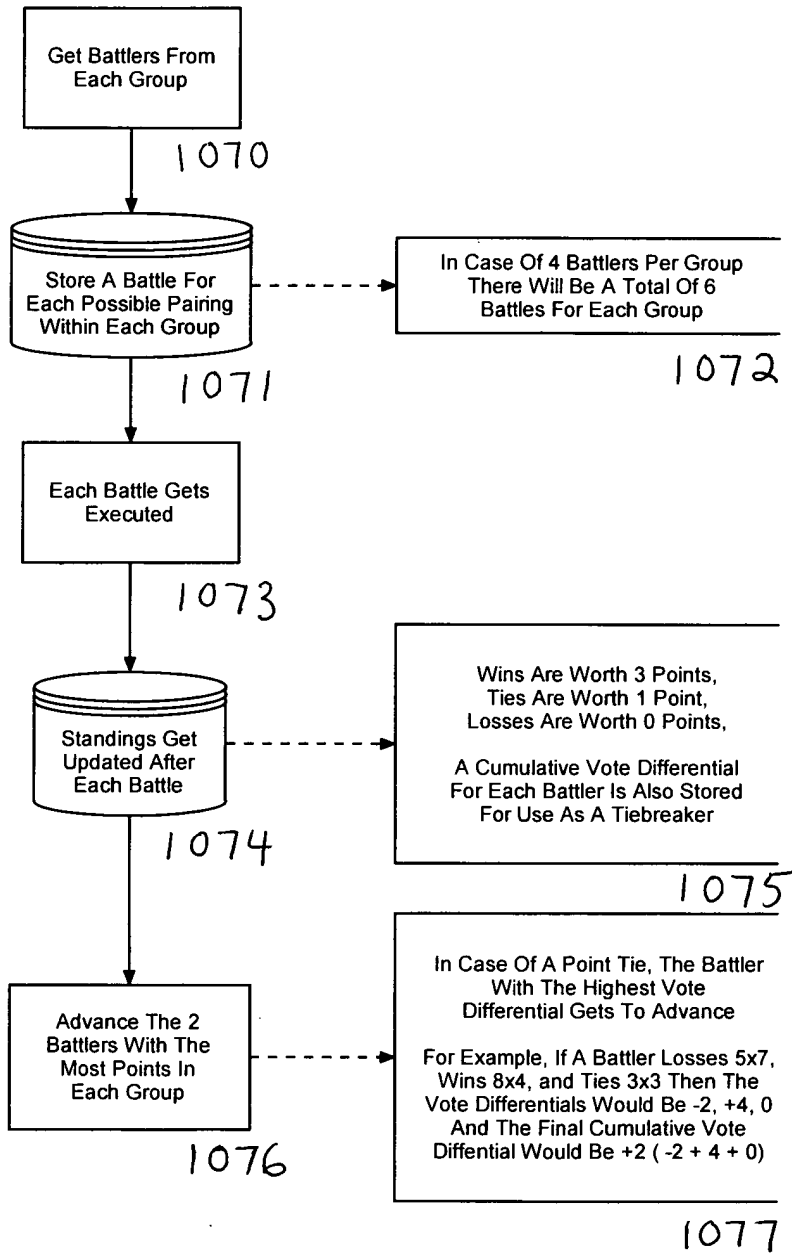 Get Battlers From
Each Group
1070
Store A Battle For
Each Possible Pairing
Within Each Group
1071
In Case Of 4 Battlers Per Group
There Will Be A Total Of 6
Battles For Each Group
1072
Each Battle Gets
Executed
1073
Standings Get
Updated After
Each Battle
1074
Wins Are Worth 3 Points,
Ties Are Worth 1 Point,
Losses Are Worth 0 Points,
A Cumulative Vote Differential
For Each Battler Is Also Stored
For Use As A Tiebreaker
1075
Advance The 2
Battlers With The
Most Points In
Each Group
1076
In Case Of A Point Tie, The Battler
With The Highest Vote
Differential Gets To Advance
For Example, If A Battler Losses 5x7,
Wins 8x4, and Ties 3x3 Then The
Vote Differentials Would Be -2, +4, 0
And The Final Cumulative Vote
Diffential Would Be +2 ( -2 + 4 + 0)
1077